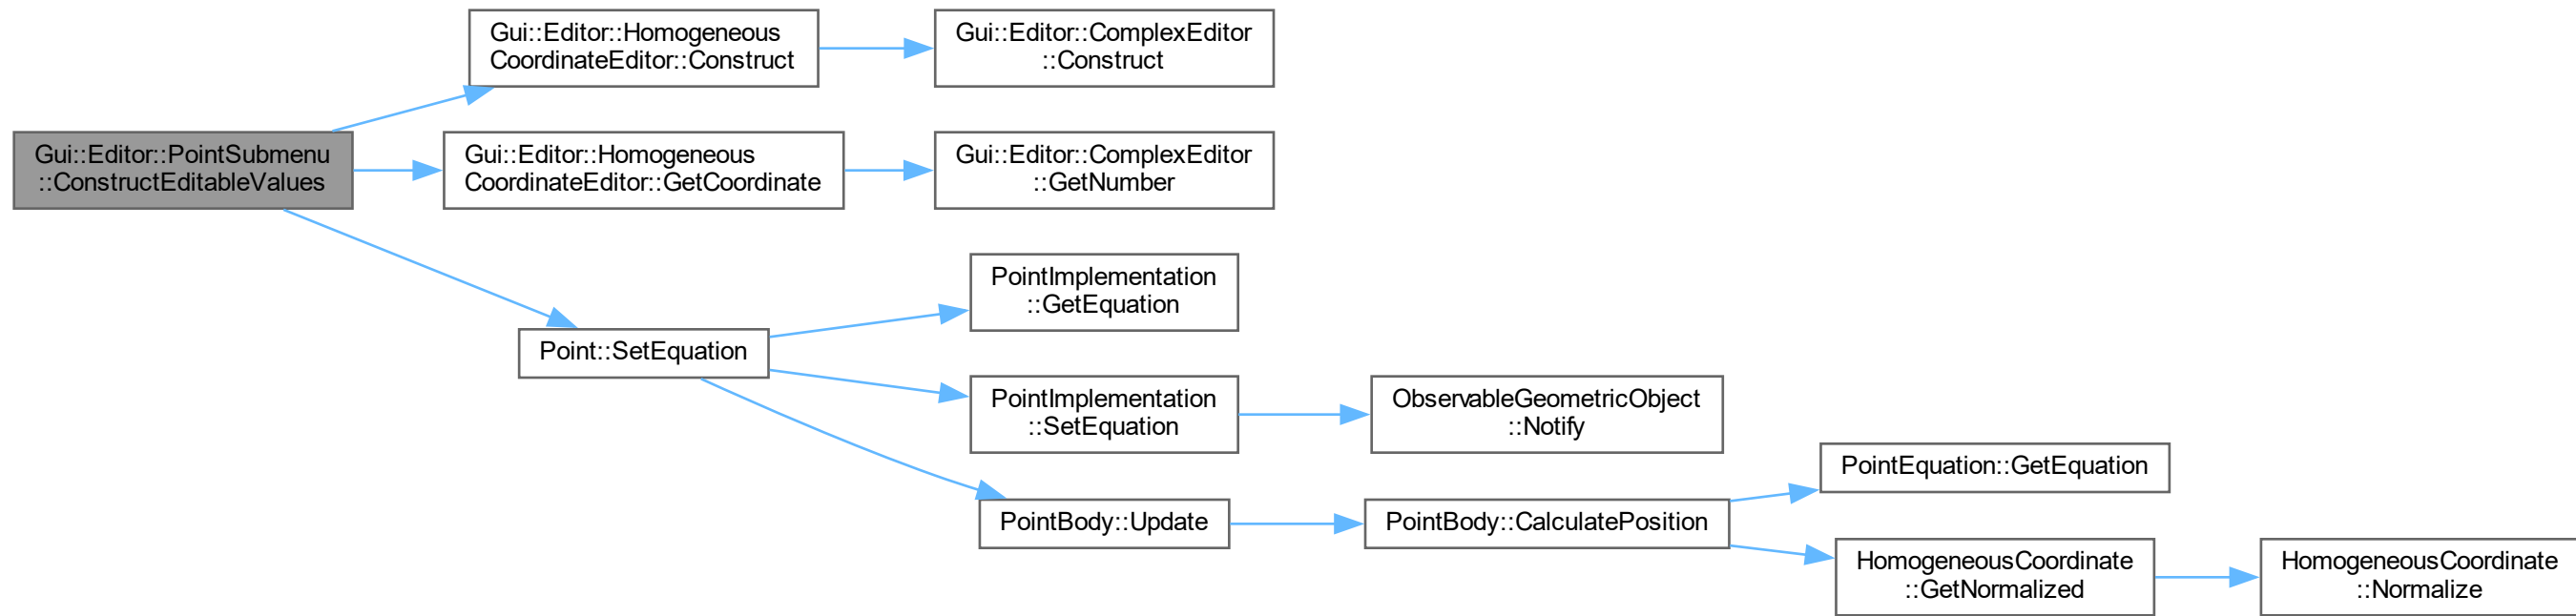 Gui::Editor::PointSubmenu
::ConstructEditableValues
Gui::Editor::Homogeneous
CoordinateEditor::Construct
Gui::Editor::ComplexEditor
::Construct
Gui::Editor::Homogeneous
CoordinateEditor::GetCoordinate
Gui::Editor::ComplexEditor
::GetNumber
Point::SetEquation
PointImplementation
::GetEquation
PointImplementation
::SetEquation
ObservableGeometricObject
::Notify
PointBody::Update
PointBody::CalculatePosition
PointEquation::GetEquation
HomogeneousCoordinate
::GetNormalized
HomogeneousCoordinate
::Normalize